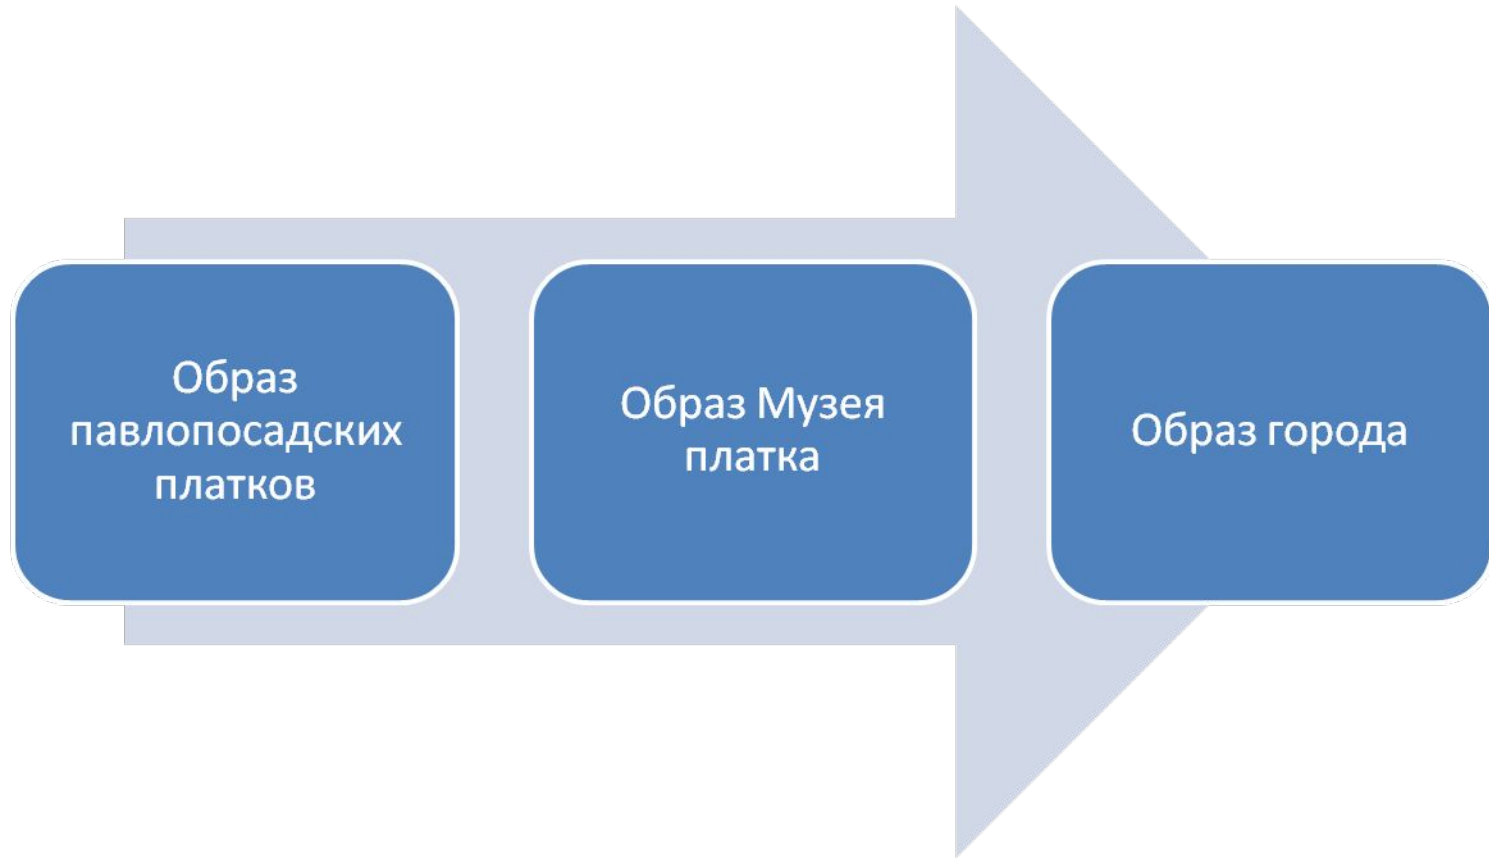 Образ
павлопосадских
платков
Образ Музея
платка
Образ города